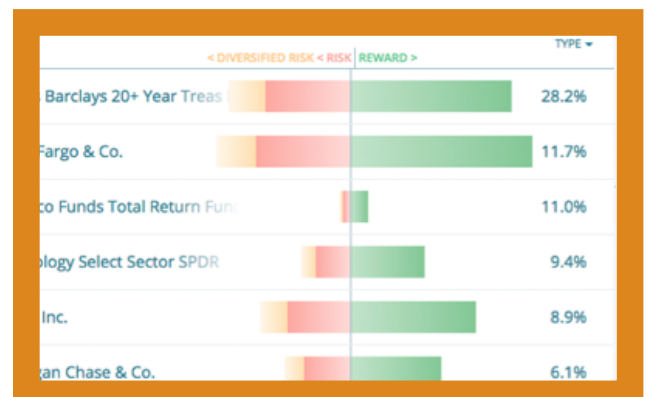 TYPE
< DIVERSIFIED RISK < RISK REWARD >
Barclays 20+ Year Treas
28.2%
Fargo & Co.
11.7%
co Funds Total Return Fun
11.0%
ology Select Sector SPDR
9.4%
Inc.
8.9%
gan Chase & Co.
6.1%